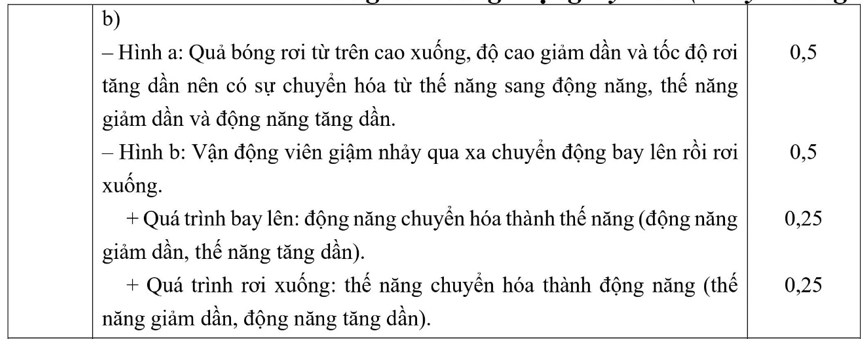 b)
– Hình a: Quả bóng rơi từ trên cao xuống, độ cao giảm dần và tốc độ rơi 0,5
tăng dần nên có sự chuyển hóa từ thế năng sang động năng, thế năng
giảm dần và động năng tăng dần.
– Hình b: Vận động viên giậm nhảy qua xa chuyển động bay lên rồi rơi 0,5
xuống.
+ Quá trình bay lên: động năng chuyển hóa thành thế năng (động năng 0,25
giảm dần, thế năng tăng dần).
+ Quá trình rơi xuống: thế năng chuyển hóa thành động năng (thế 0,25
năng giảm dần, động năng tăng dần).